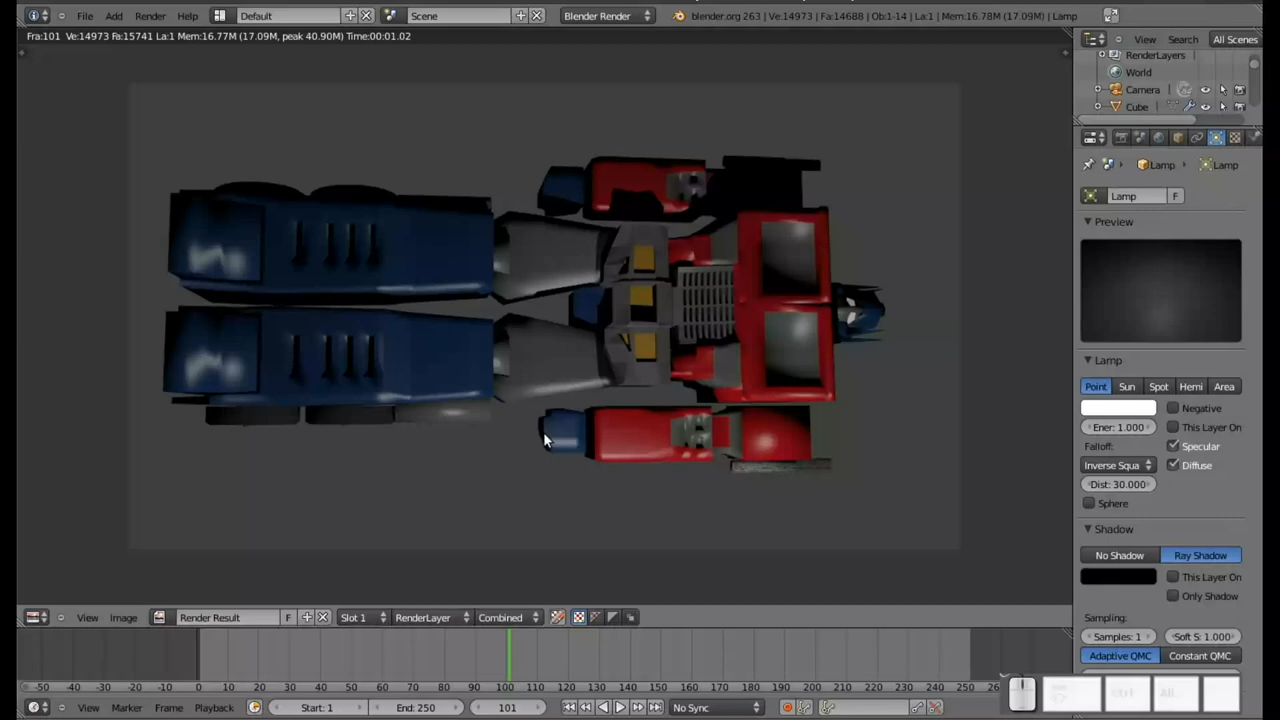 File Add Render Help Default Scene Blender Render blender.org 263 | Ve:14973 | Fa:14688 | Ob:1-14 | La:1 | Mem:16.78M (17.09M) | Lamp
Fra:101 Ve:14973 Fa:15741 La:1 Mem:16.77M (17.09M, peak 40.90M) Time:00:01.02
View Search All Scenes
RenderLayers
World
Camera
Cube
Lamp Lamp
Lamp F
Preview
Lamp
Point Sun Spot Hemi Area
Negative
Ener: 1.000 This Layer On
Falloff: Specular
Inverse Squa Diffuse
Dist: 30.000
Sphere
Shadow
No Shadow Ray Shadow
This Layer On
Only Shadow
Sampling:
Samples: 1 Soft S: 1.000
Adaptive QMC Constant QMC
View Image Render Result F Slot 1 RenderLayer Combined
-50 -40 -30 -20 -10 0 10 20 30 40 50 60 70 80 90 100 110 120 130 140 150 160 170 180 190 200 210 220 230 240 250 26
View Marker Frame Playback Start: 1 End: 250 101 No Sync
Ctrl Alt